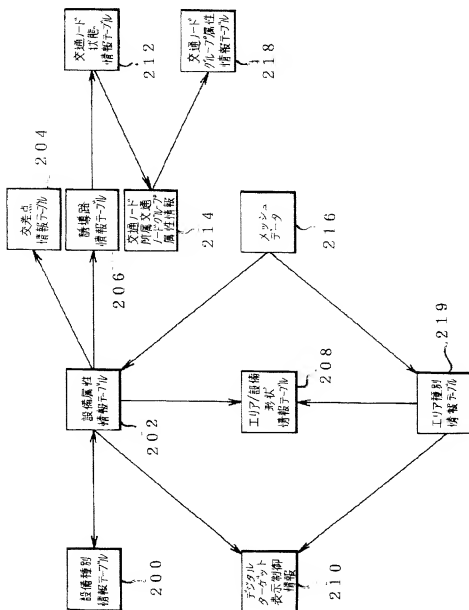 設備種別
情報テーブル
200
設備属性
情報テーブル
202
交差点
情報テーブル
204
誘導路
情報テーブル
206
交通ノード
状態
情報テーブル
212
交通ノード
所属交通
ノードグループ
属性情報
214
交通ノード
グループ属性
情報テーブル
218
エリア/設備
形状
情報テーブル
208
メッシュ
データ
216
デジタル
ターゲット
表示制御
情報
210
エリア種別
情報テーブル
219